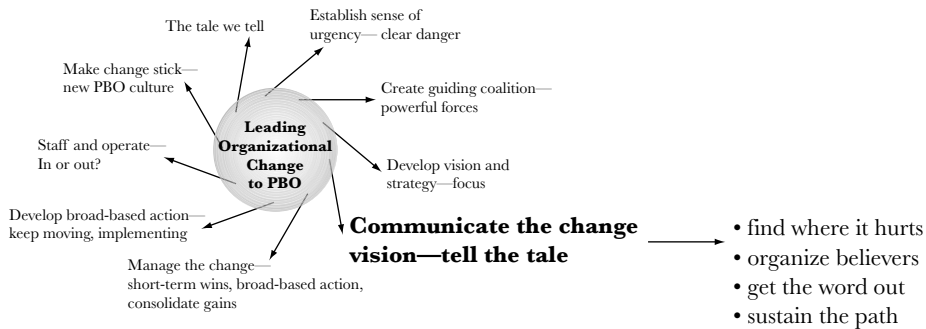 The tale we tell
Establish sense of
urgency— clear danger
Make change stick—
new PBO culture
Create guiding coalition—
powerful forces
Leading
Organizational
Change
to PBO
Staff and operate—
In or out?
Develop vision and
strategy—focus
Develop broad-based action—
keep moving, implementing
Communicate the change
vision—tell the tale
Manage the change—
short-term wins, broad-based action,
consolidate gains
• find where it hurts
• organize believers
• get the word out
• sustain the path